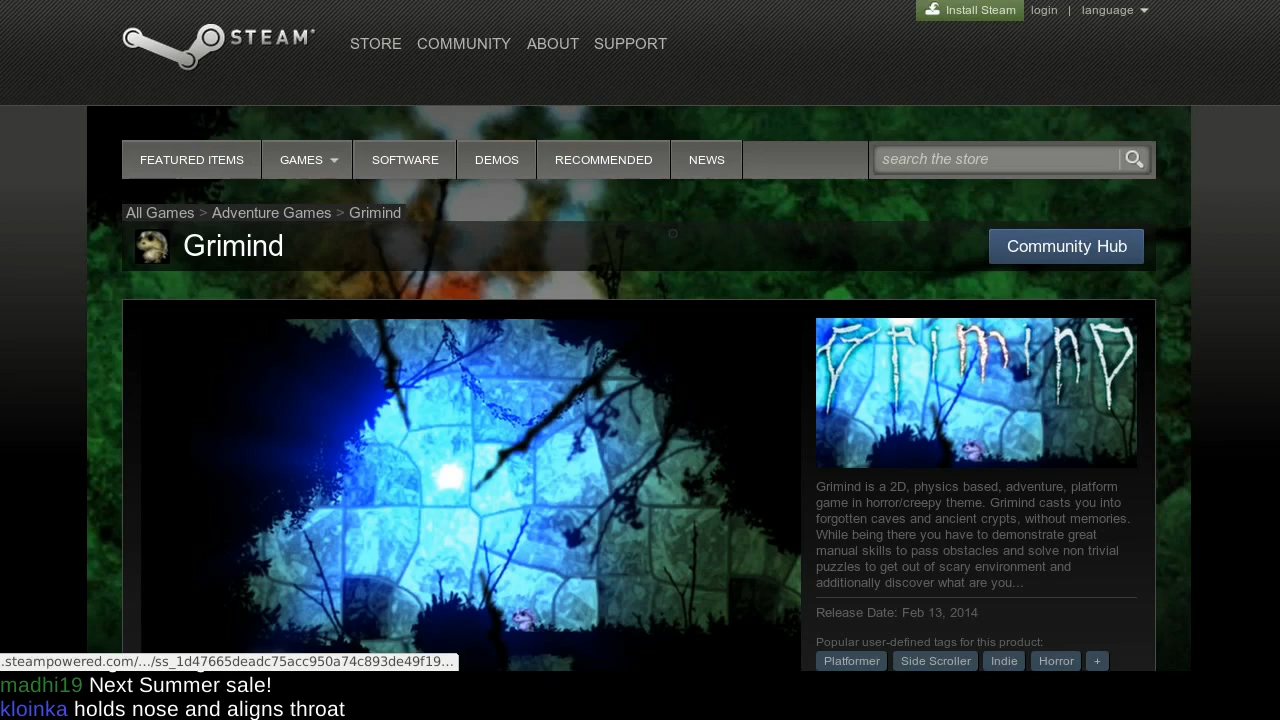 Install Steam login | language
STEAM
STORE COMMUNITY ABOUT SUPPORT
FEATURED ITEMS GAMES SOFTWARE DEMOS RECOMMENDED NEWS search the store
All Games > Adventure Games > Grimind
Grimind Community Hub
GRIMIND
Grimind is a 2D, physics based, adventure, platform
game in horror/creepy theme. Grimind casts you into
forgotten caves and ancient crypts, without memories.
While being there you have to demonstrate great
manual skills to pass obstacles and solve non trivial
puzzles to get out of scary environment and
additionally discover what are you...
Release Date: Feb 13, 2014
Popular user-defined tags for this product:
Platformer Side Scroller Indie Horror +
.steampowered.com/.../ss_1d47665deadc75acc950a74c893de49f19...
madhi19 Next Summer sale!
kloinka holds nose and aligns throat